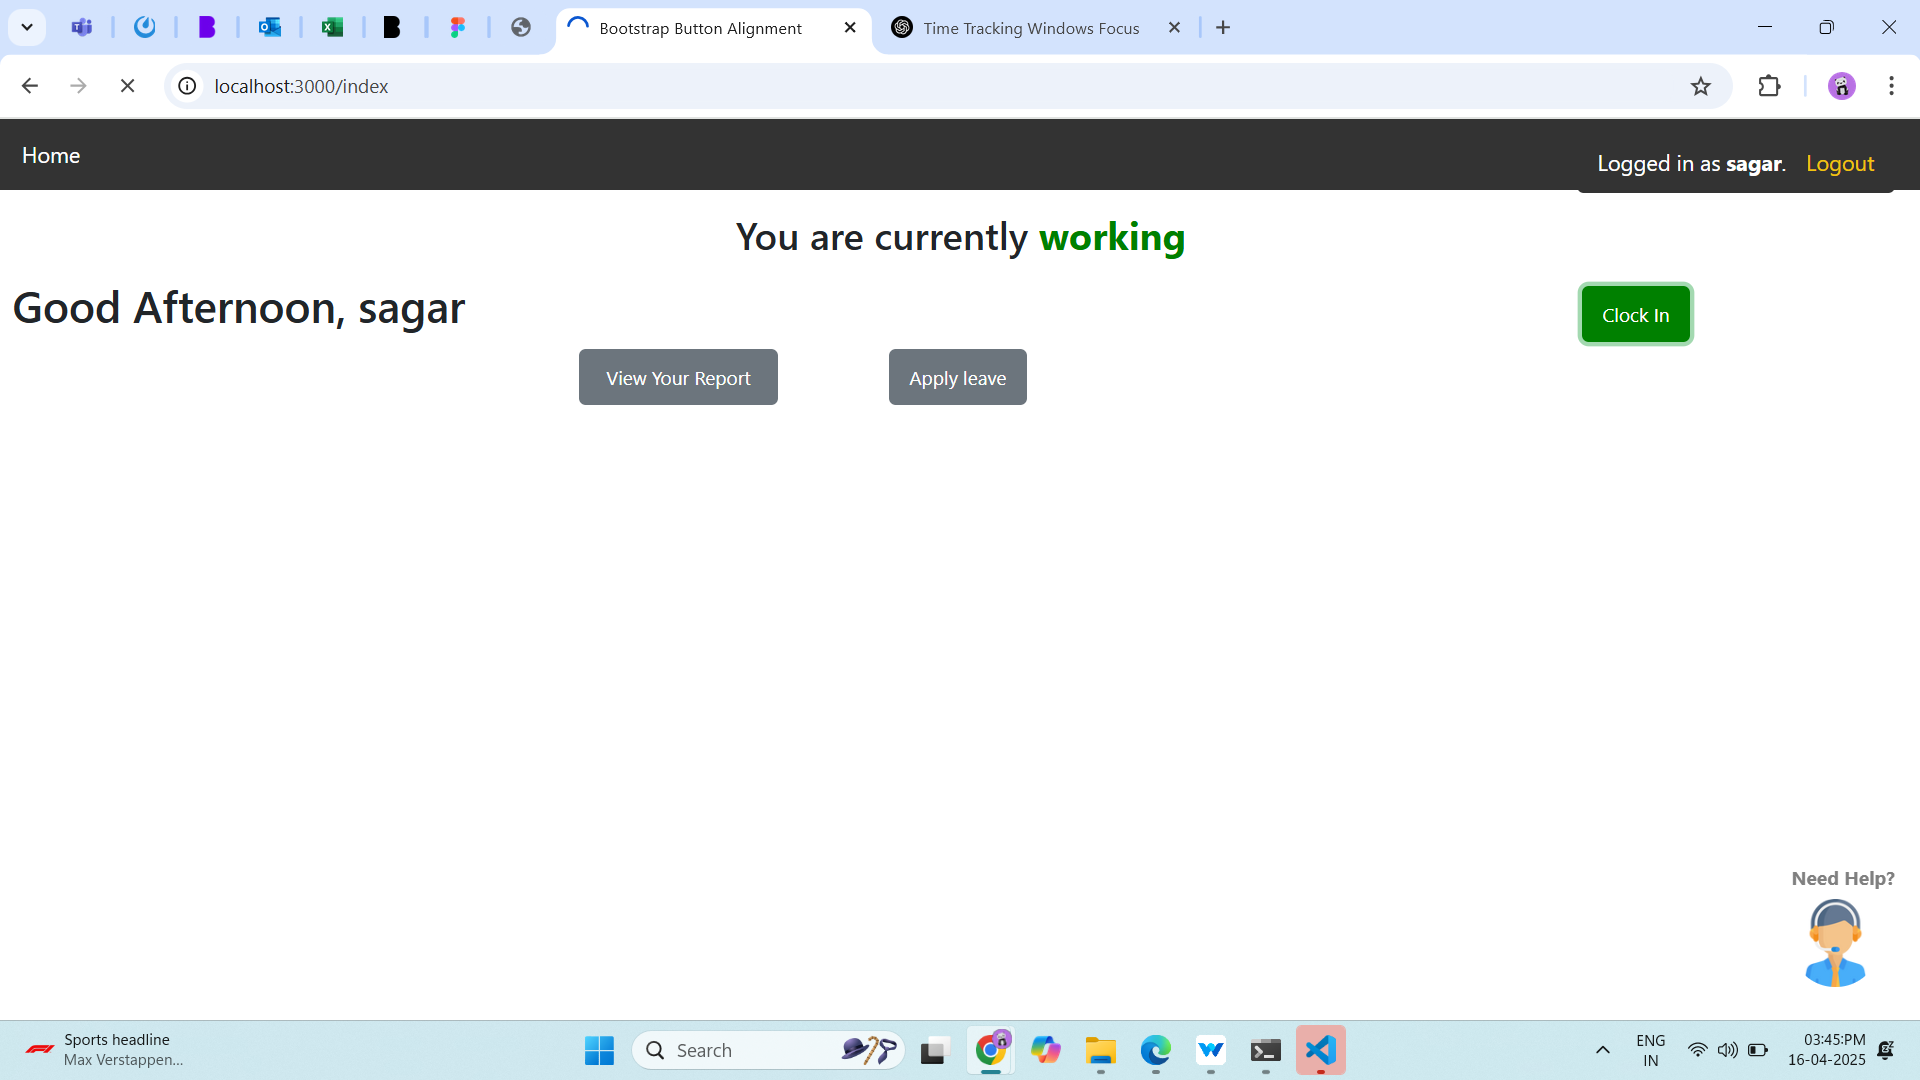 Bootstrap Button Alignment
Time Tracking Windows Focus
localhost:3000/index
Home
Logged in as sagar. Logout
You are currently working
Good Afternoon, sagar
Clock In
View Your Report
Apply leave
Need Help?
Sports headline
Max Verstappen...
Search
ENG
IN
03:45:PM
16-04-2025